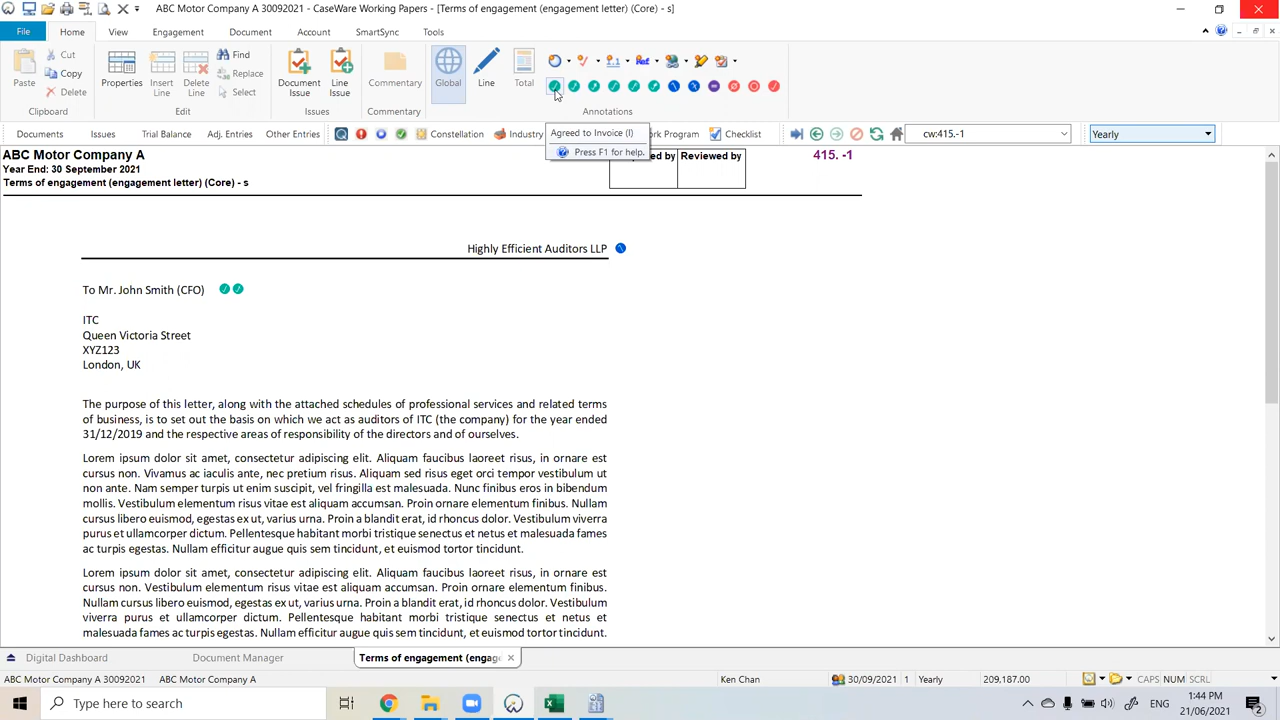 ABC Motor Company A 30092021 - CaseWare Working Papers - [Terms of engagement (engagement letter) (Core) - s]
File Home View Engagement Document Account SmartSync Tools
Paste Cut Copy Delete Clipboard
Properties Insert Line Delete Line Find Replace Select Edit
Document Issue Line Issue Issues
Commentary Commentary
Global Line Total Annotations
Documents Issues Trial Balance Adj. Entries Other Entries Constellation Industry rk Program Checklist cw:415.-1 Yearly
Agreed to Invoice (I)
Press F1 for help.
ABC Motor Company A
Year End: 30 September 2021
Terms of engagement (engagement letter) (Core) - s
ed by Reviewed by
415. -1
Highly Efficient Auditors LLP
To Mr. John Smith (CFO)
ITC
Queen Victoria Street
XYZ123
London, UK
The purpose of this letter, along with the attached schedules of professional services and related terms
of business, is to set out the basis on which we act as auditors of ITC (the company) for the year ended
31/12/2019 and the respective areas of responsibility of the directors and of ourselves.
Lorem ipsum dolor sit amet, consectetur adipiscing elit. Aliquam faucibus laoreet risus, in ornare est
cursus non. Vivamus ac iaculis ante, nec pretium risus. Aliquam sed risus eget orci tempor vestibulum ut
non ante. Nam semper turpis ut enim suscipit, vel fringilla est malesuada. Nunc finibus eros in bibendum
mollis. Vestibulum elementum risus vitae est aliquam accumsan. Proin ornare elementum finibus. Nullam
cursus libero euismod, egestas ex ut, varius urna. Proin a blandit erat, id rhoncus dolor. Vestibulum viverra
purus et ullamcorper dictum. Pellentesque habitant morbi tristique senectus et netus et malesuada fames
ac turpis egestas. Nullam efficitur augue quis sem tincidunt, et euismod tortor tincidunt.
Lorem ipsum dolor sit amet, consectetur adipiscing elit. Aliquam faucibus laoreet risus, in ornare est
cursus non. Vestibulum elementum risus vitae est aliquam accumsan. Proin ornare elementum finibus.
Nullam cursus libero euismod, egestas ex ut, varius urna. Proin a blandit erat, id rhoncus dolor. Vestibulum
viverra purus et ullamcorper dictum. Pellentesque habitant morbi tristique senectus et netus et
malesuada fames ac turpis egestas. Nullam efficitur augue quis sem tincidunt, et euismod tortor tincidunt.
Digital Dashboard Document Manager Terms of engagement (engag
ABC Motor Company A 30092021 ABC Motor Company A Ken Chan 30/09/2021 1 Yearly 209,187.00 CAPS NUM SCRL
Type here to search
ENG
1:44 PM
21/06/2021
2